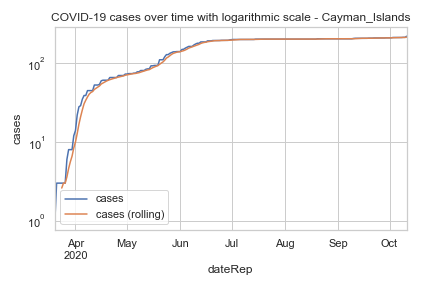 COVID-19 cases over time with logarithmic scale - Cayman_Islands
cases
10²
10¹
10⁰
cases
cases (rolling)
Apr
2020
May
Jun
Jul
Aug
Sep
Oct
dateRep